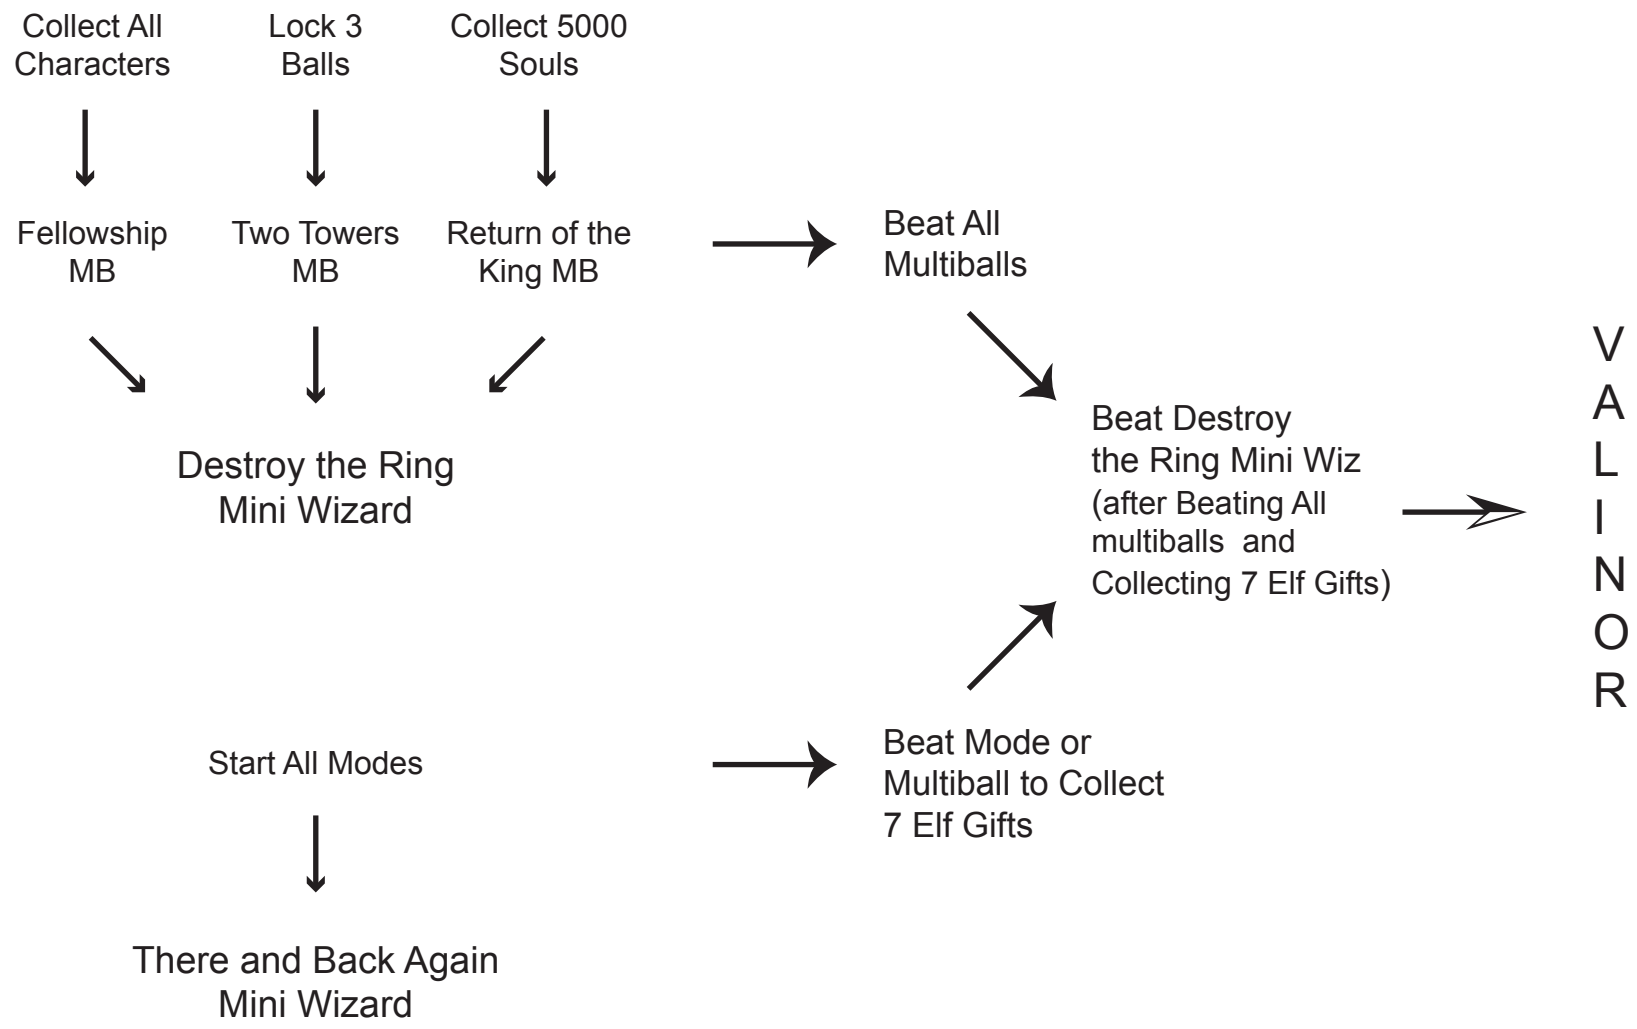 Collect All
Characters
Lock 3
Balls
Collect 5000
Souls
Fellowship
MB
Two Towers
MB
Return of the
King MB
Beat All
Multiballs
Destroy the Ring
Mini Wizard
Beat Destroy
the Ring Mini Wiz
(after Beating All
multiballs and
Collecting 7 Elf Gifts)
VALINOR
Start All Modes
Beat Mode or
Multiball to Collect
7 Elf Gifts
There and Back Again
Mini Wizard